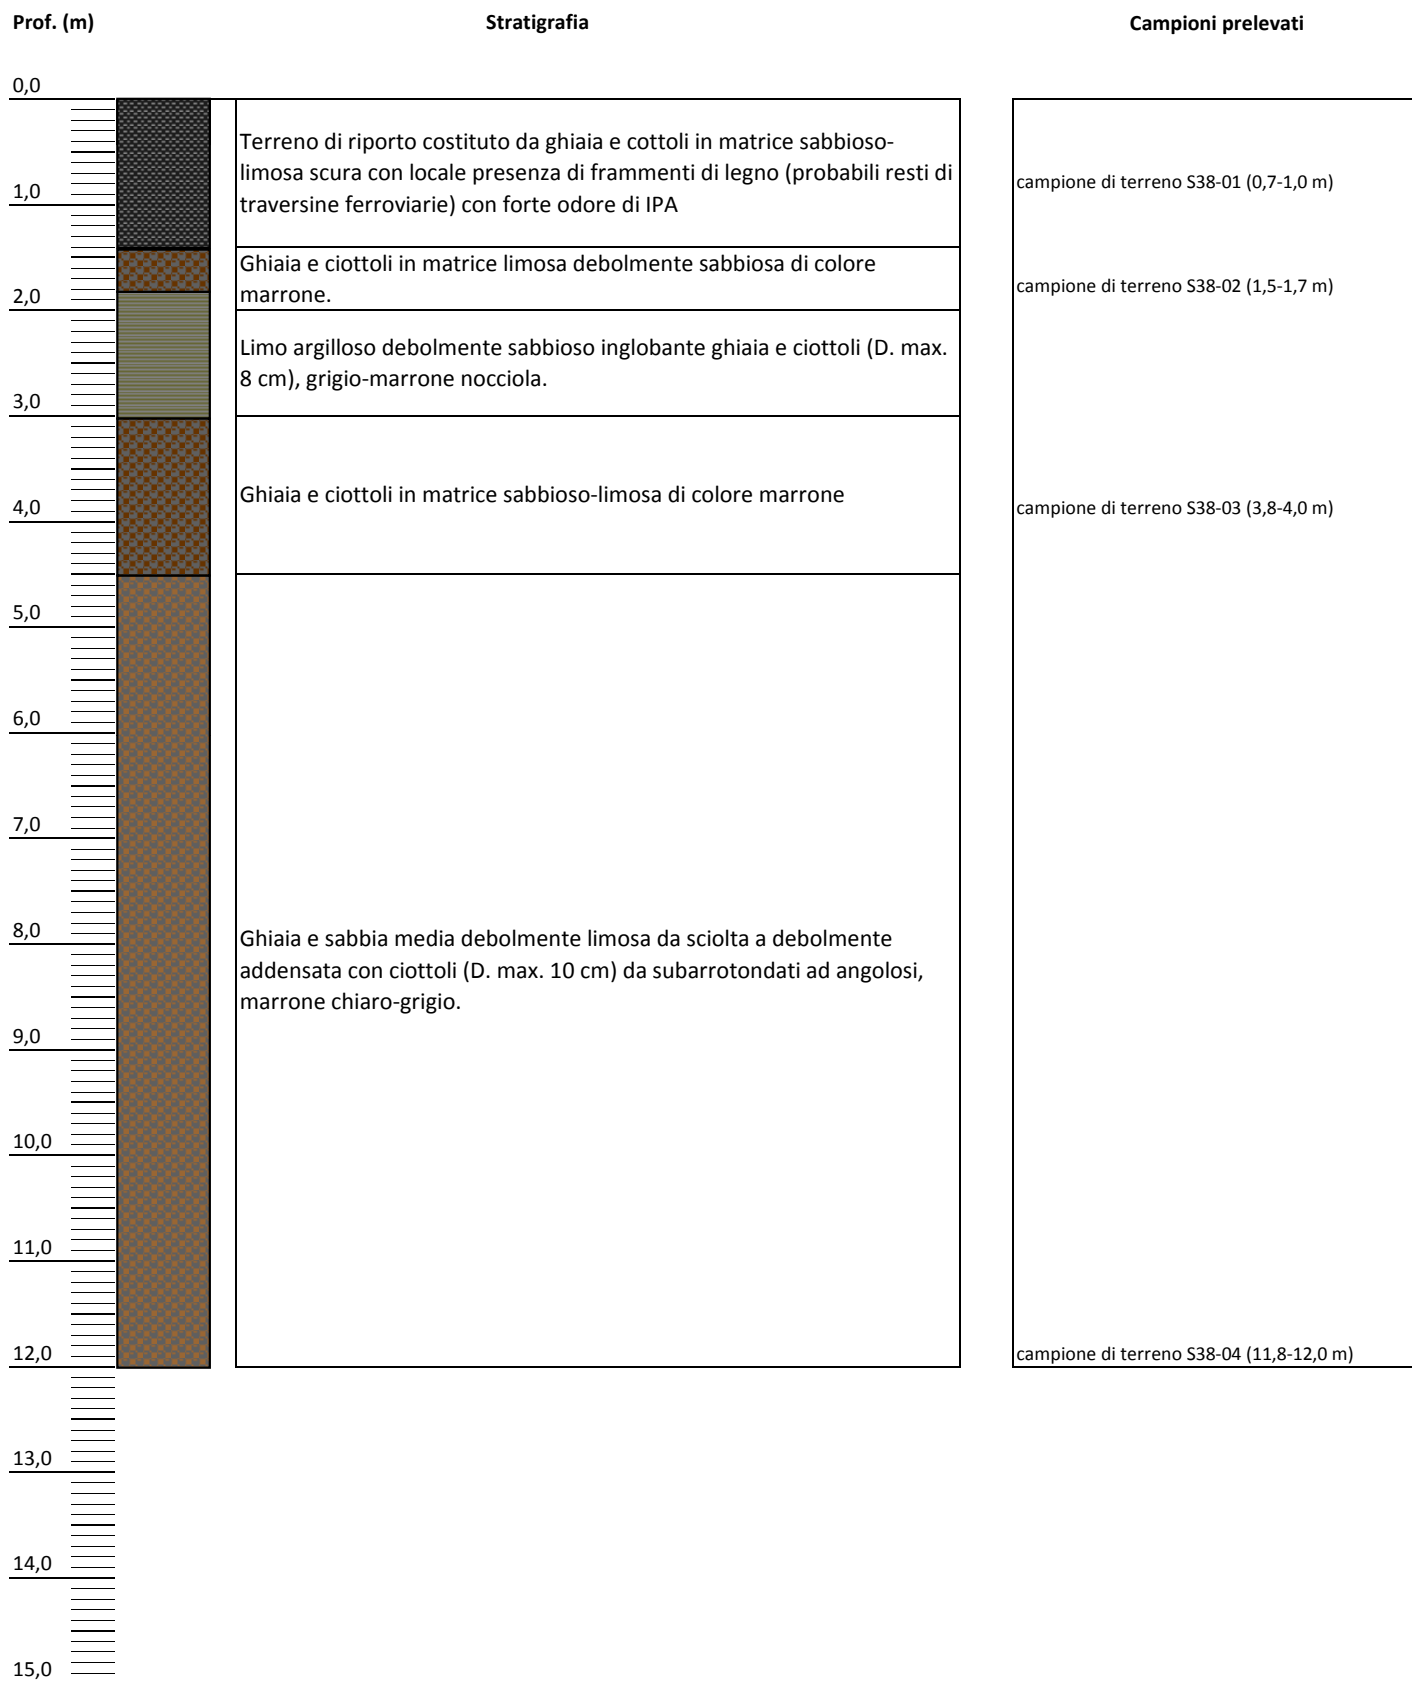 Prof. (m) Stratigrafia Campioni prelevati
0,0
Terreno di riporto costituto da ghiaia e cottoli in matrice sabbioso-
limosa scura con locale presenza di frammenti di legno (probabili resti di
traversine ferroviarie) con forte odore di IPA
campione di terreno S38-01 (0,7-1,0 m)
1,0
Ghiaia e ciottoli in matrice limosa debolmente sabbiosa di colore
marrone.
campione di terreno S38-02 (1,5-1,7 m)
2,0
Limo argilloso debolmente sabbioso inglobante ghiaia e ciottoli (D. max.
8 cm), grigio-marrone nocciola.
3,0
Ghiaia e ciottoli in matrice sabbioso-limosa di colore marrone
4,0
campione di terreno S38-03 (3,8-4,0 m)
5,0
6,0
7,0
8,0
Ghiaia e sabbia media debolmente limosa da sciolta a debolmente
addensata con ciottoli (D. max. 10 cm) da subarrotondati ad angolosi,
marrone chiaro-grigio.
9,0
10,0
11,0
12,0
campione di terreno S38-04 (11,8-12,0 m)
13,0
14,0
15,0